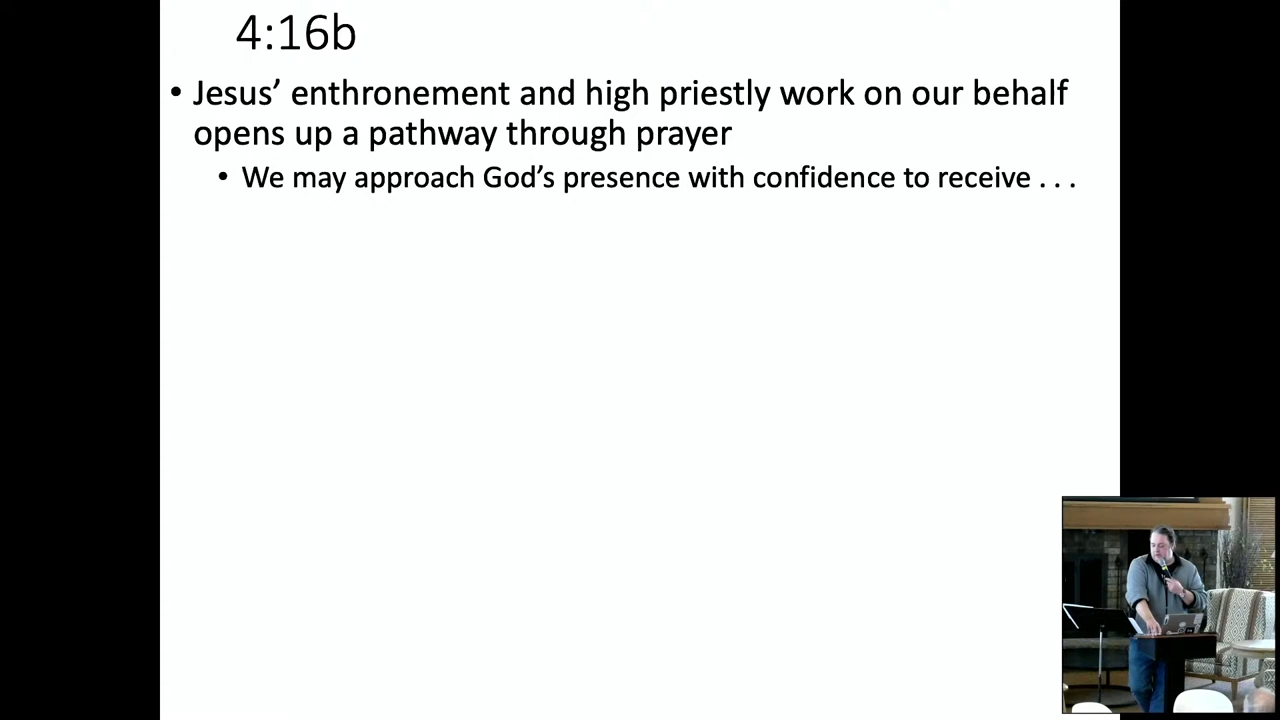 4:16b
• Jesus’ enthronement and high priestly work on our behalf
opens up a pathway through prayer
• We may approach God’s presence with confidence to receive . . .